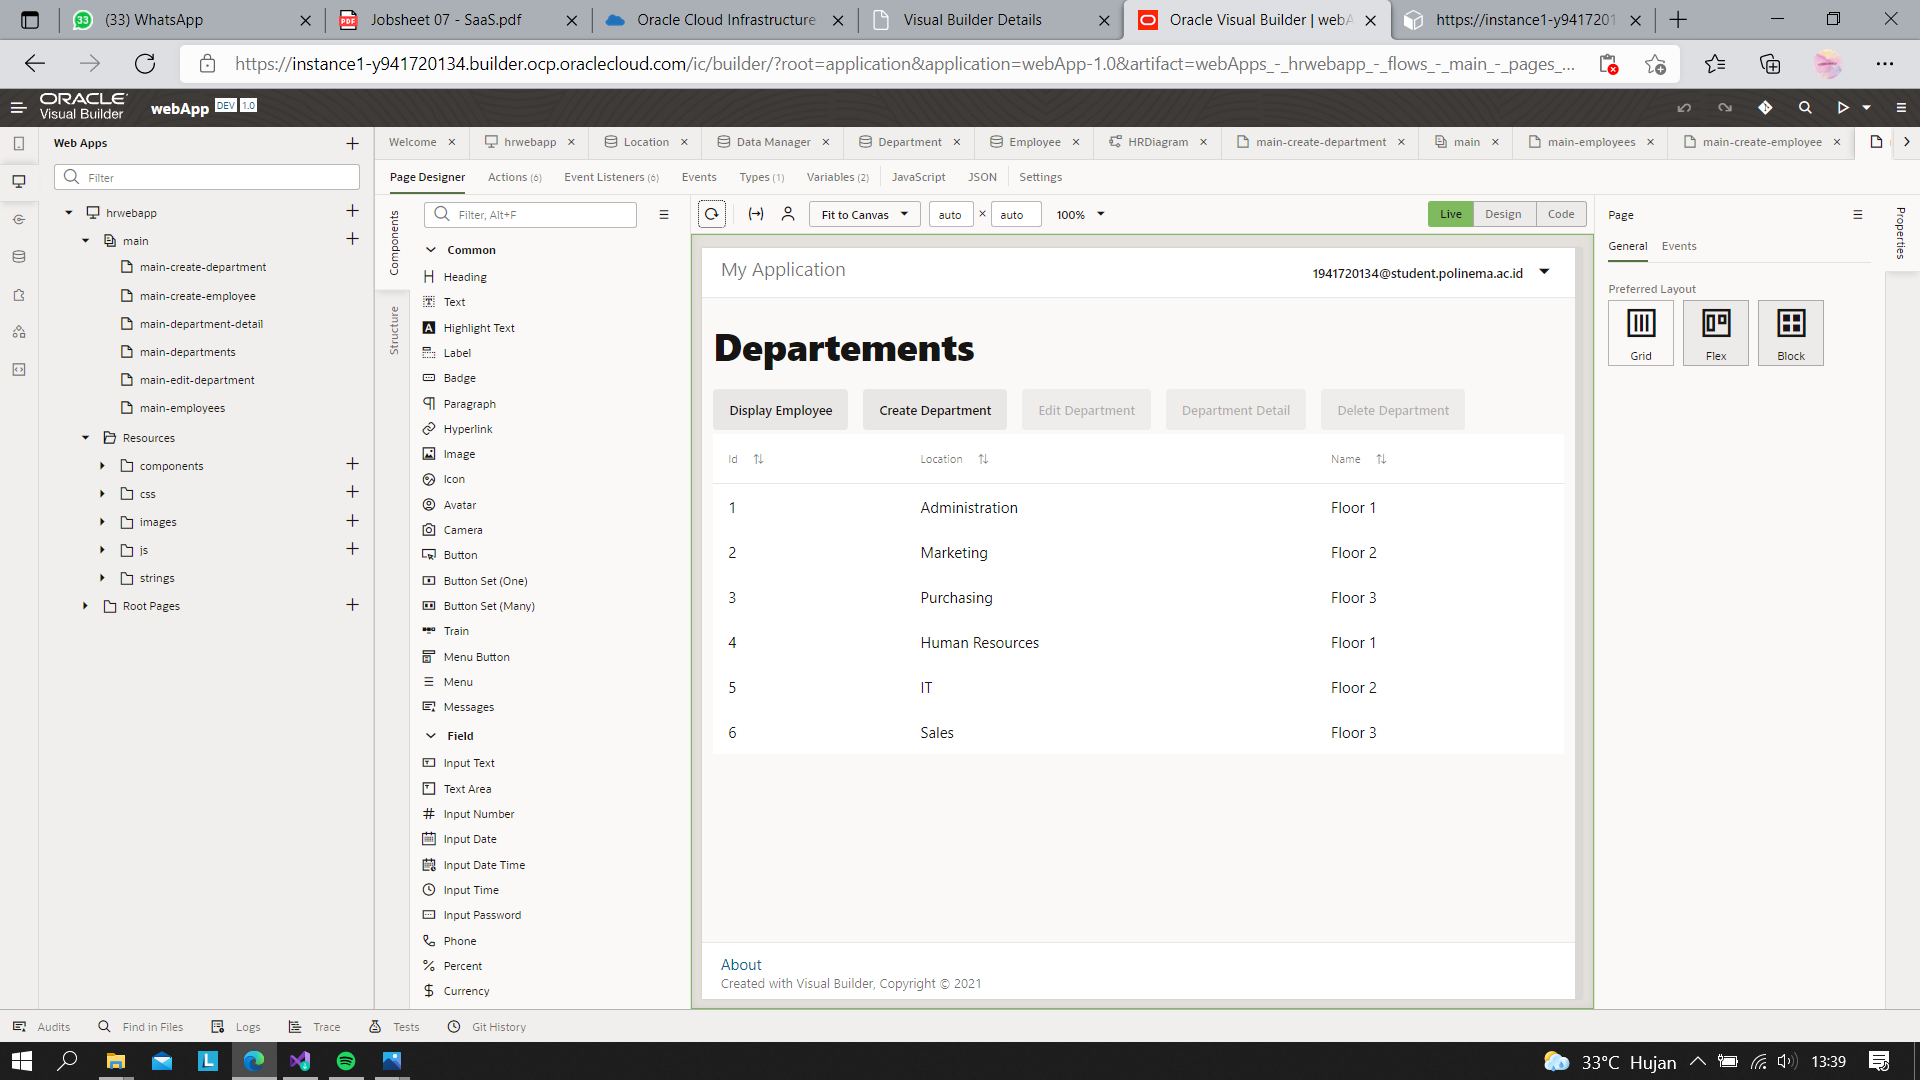 (33) WhatsApp
Jobsheet 07 - SaaS.pdf
Oracle Cloud Infrastructure
Visual Builder Details
Oracle Visual Builder | webA
https://instance1-y9417201
https://instance1-y941720134.builder.ocp.oraclecloud.com/ic/builder/?root=application&application=webApp-1.0&artifact=webApps_-_hrwebapp_-_flows_-_main_-_pages_...
ORACLE
Visual Builder
webApp DEV 1.0
Web Apps
Welcome
hrwebapp
Location
Data Manager
Department
Employee
HRDiagram
main-create-department
main
main-employees
main-create-employee
Filter
Page Designer
Actions (6)
Event Listeners (6)
Events
Types (1)
Variables (2)
JavaScript
JSON
Settings
hrwebapp
main
main-create-department
main-create-employee
main-department-detail
main-departments
main-edit-department
main-employees
Resources
components
css
images
js
strings
Root Pages
Components
Structure
Filter, Alt+F
Common
Heading
Text
Highlight Text
Label
Badge
Paragraph
Hyperlink
Image
Icon
Avatar
Camera
Button
Button Set (One)
Button Set (Many)
Train
Menu Button
Menu
Messages
Field
Input Text
Text Area
Input Number
Input Date
Input Date Time
Input Time
Input Password
Phone
Percent
Currency
Fit to Canvas
auto × auto
100%
Live
Design
Code
My Application
1941720134@student.polinema.ac.id
Departements
Display Employee
Create Department
Edit Department
Department Detail
Delete Department
Id Location Name
1 Administration Floor 1
2 Marketing Floor 2
3 Purchasing Floor 3
4 Human Resources Floor 1
5 IT Floor 2
6 Sales Floor 3
About
Created with Visual Builder, Copyright © 2021
Page
General
Events
Preferred Layout
Grid
Flex
Block
Properties
Audits
Find in Files
Logs
Trace
Tests
Git History
33°C Hujan
13:39